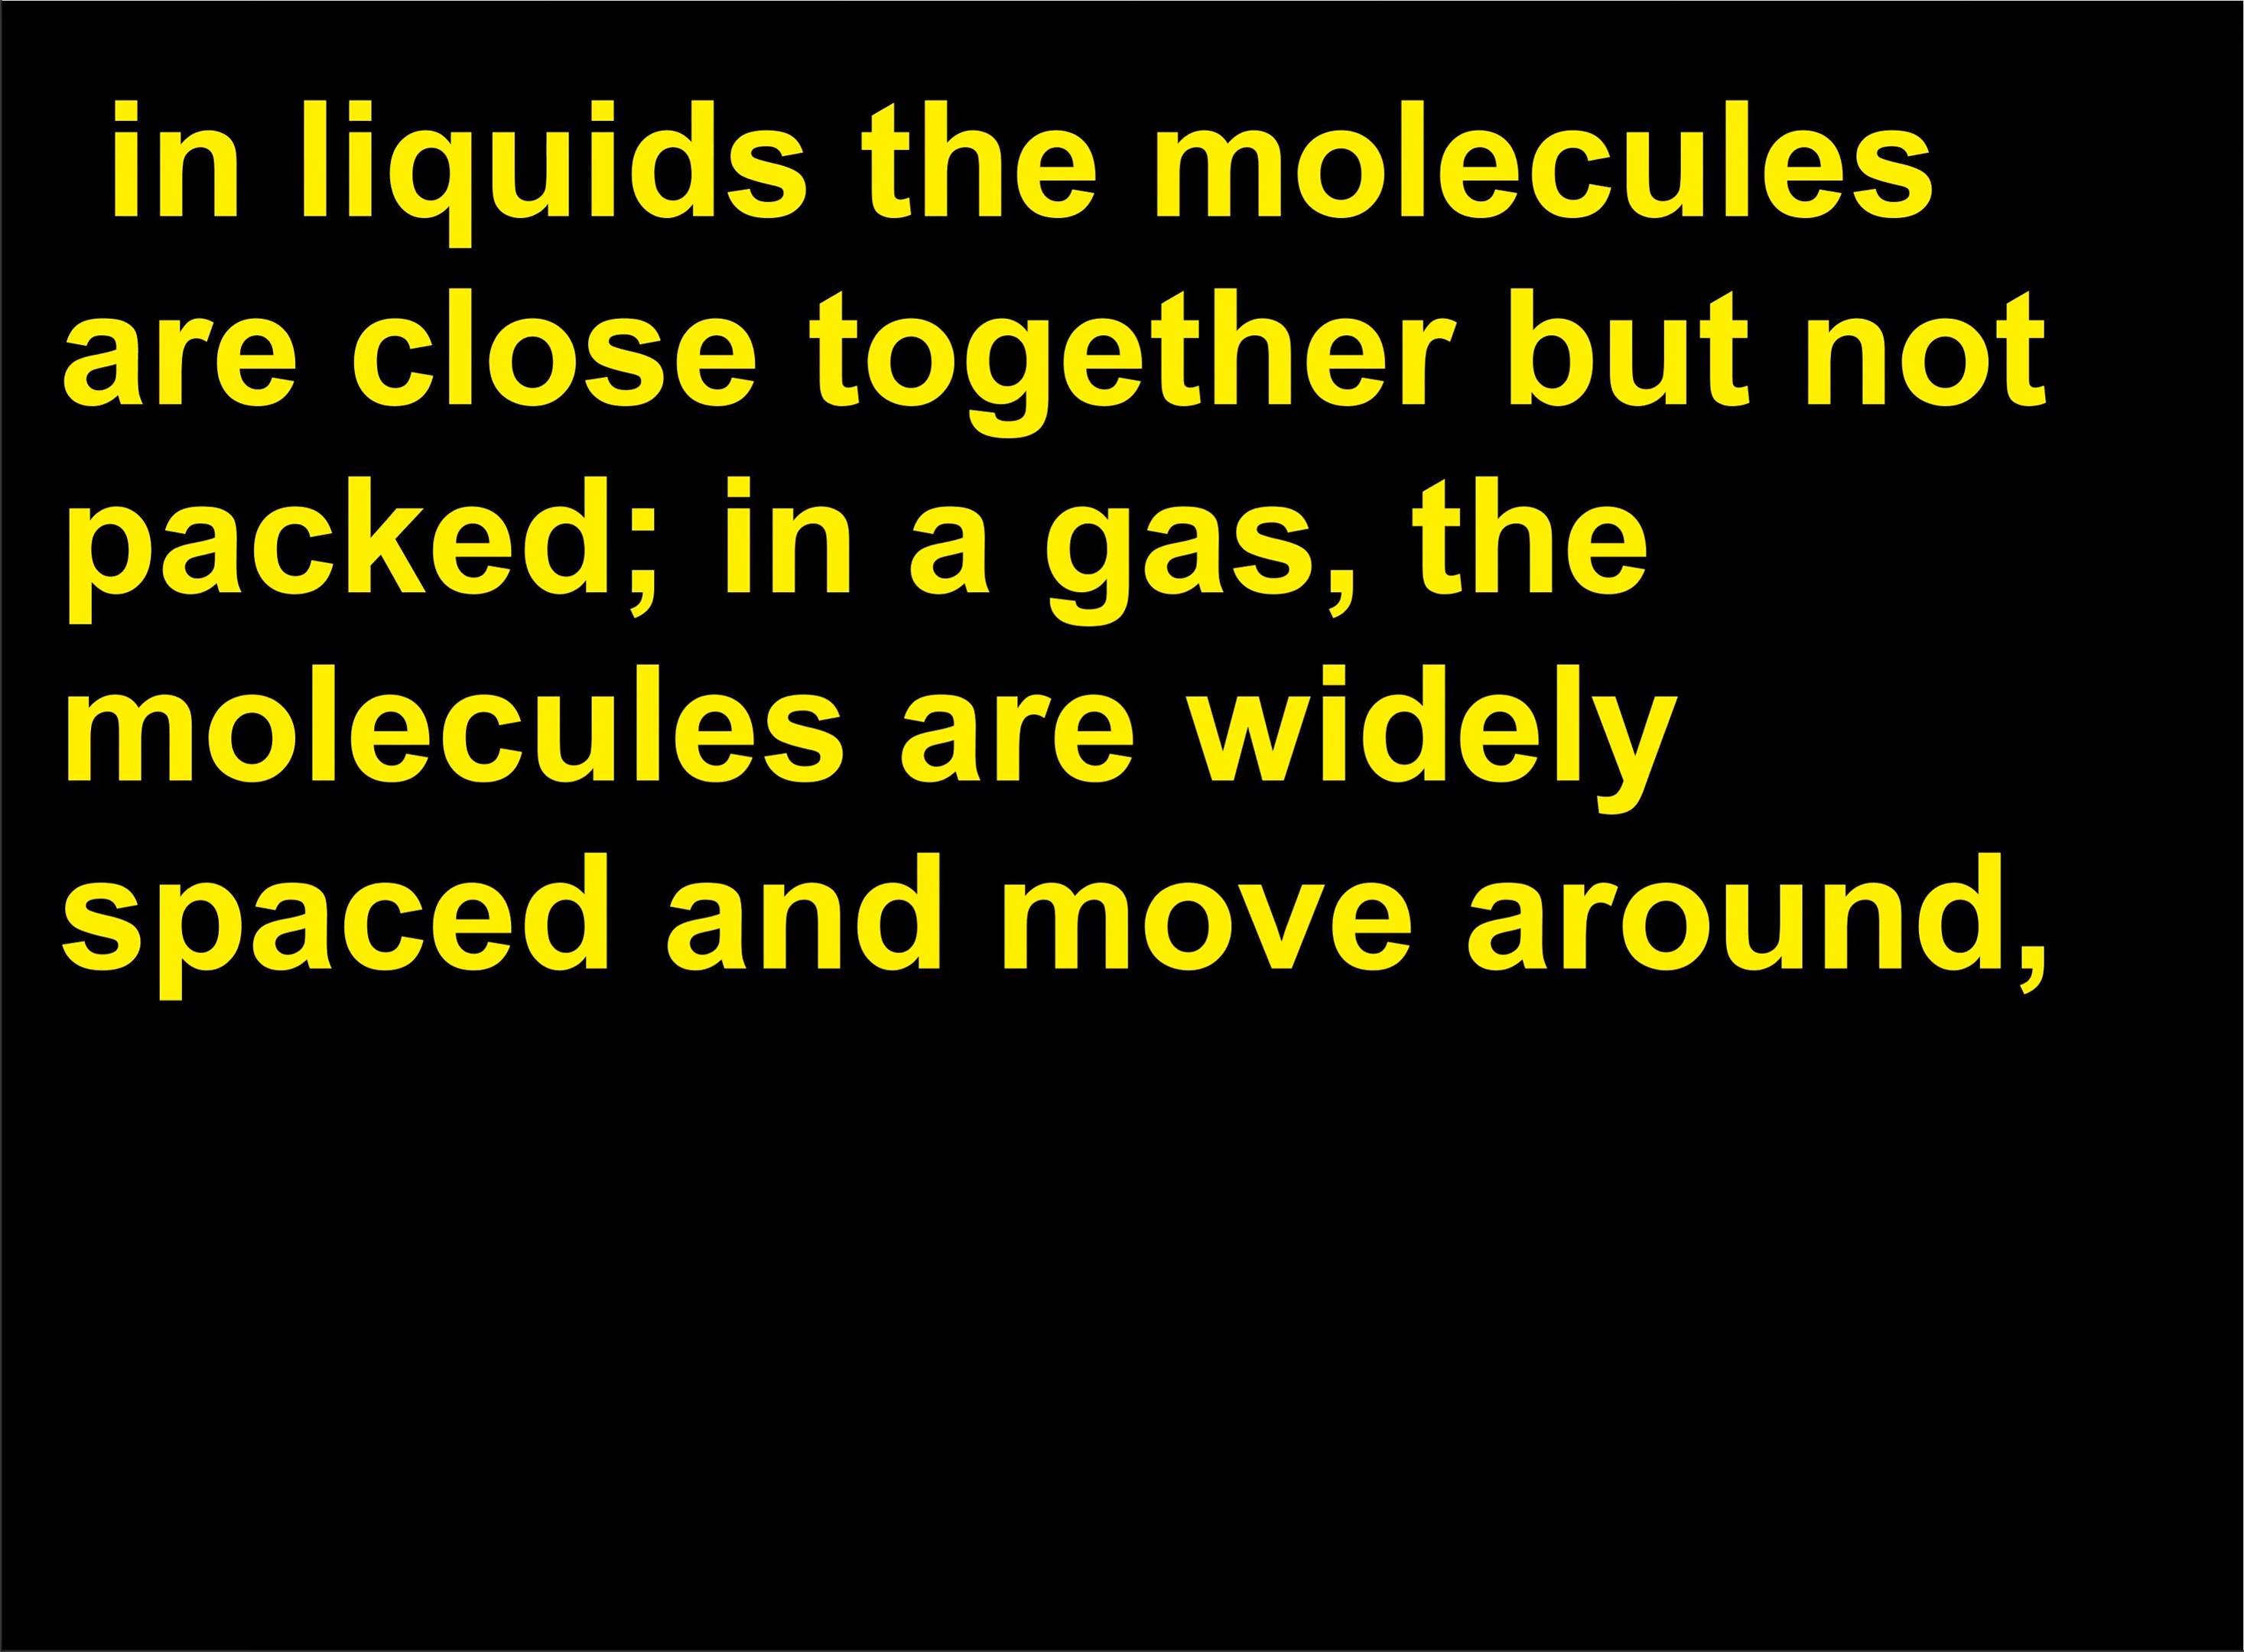 in liquids the molecules
are close together but not
packed; in a gas, the
molecules are widely
spaced and move around,